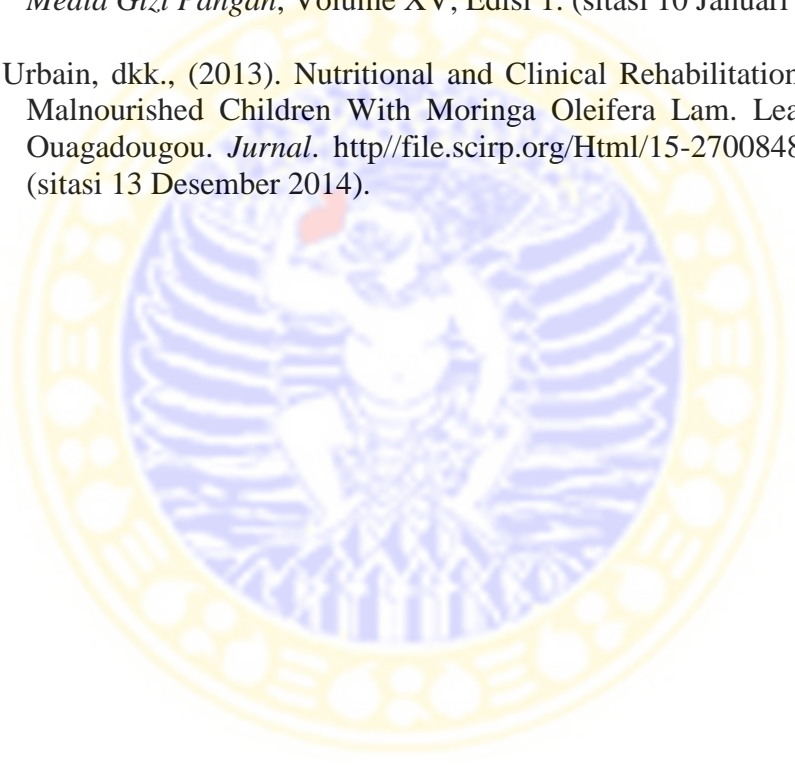 Media Gizi Pangan, Volume XV, Edisi 1. (sitasi 10 Januari
Urbain, dkk., (2013). Nutritional and Clinical Rehabilitation
Malnourished Children With Moringa Oleifera Lam. Lea
Ouagadougou. Jurnal. http//file.scirp.org/Html/15-2700848
(sitasi 13 Desember 2014).